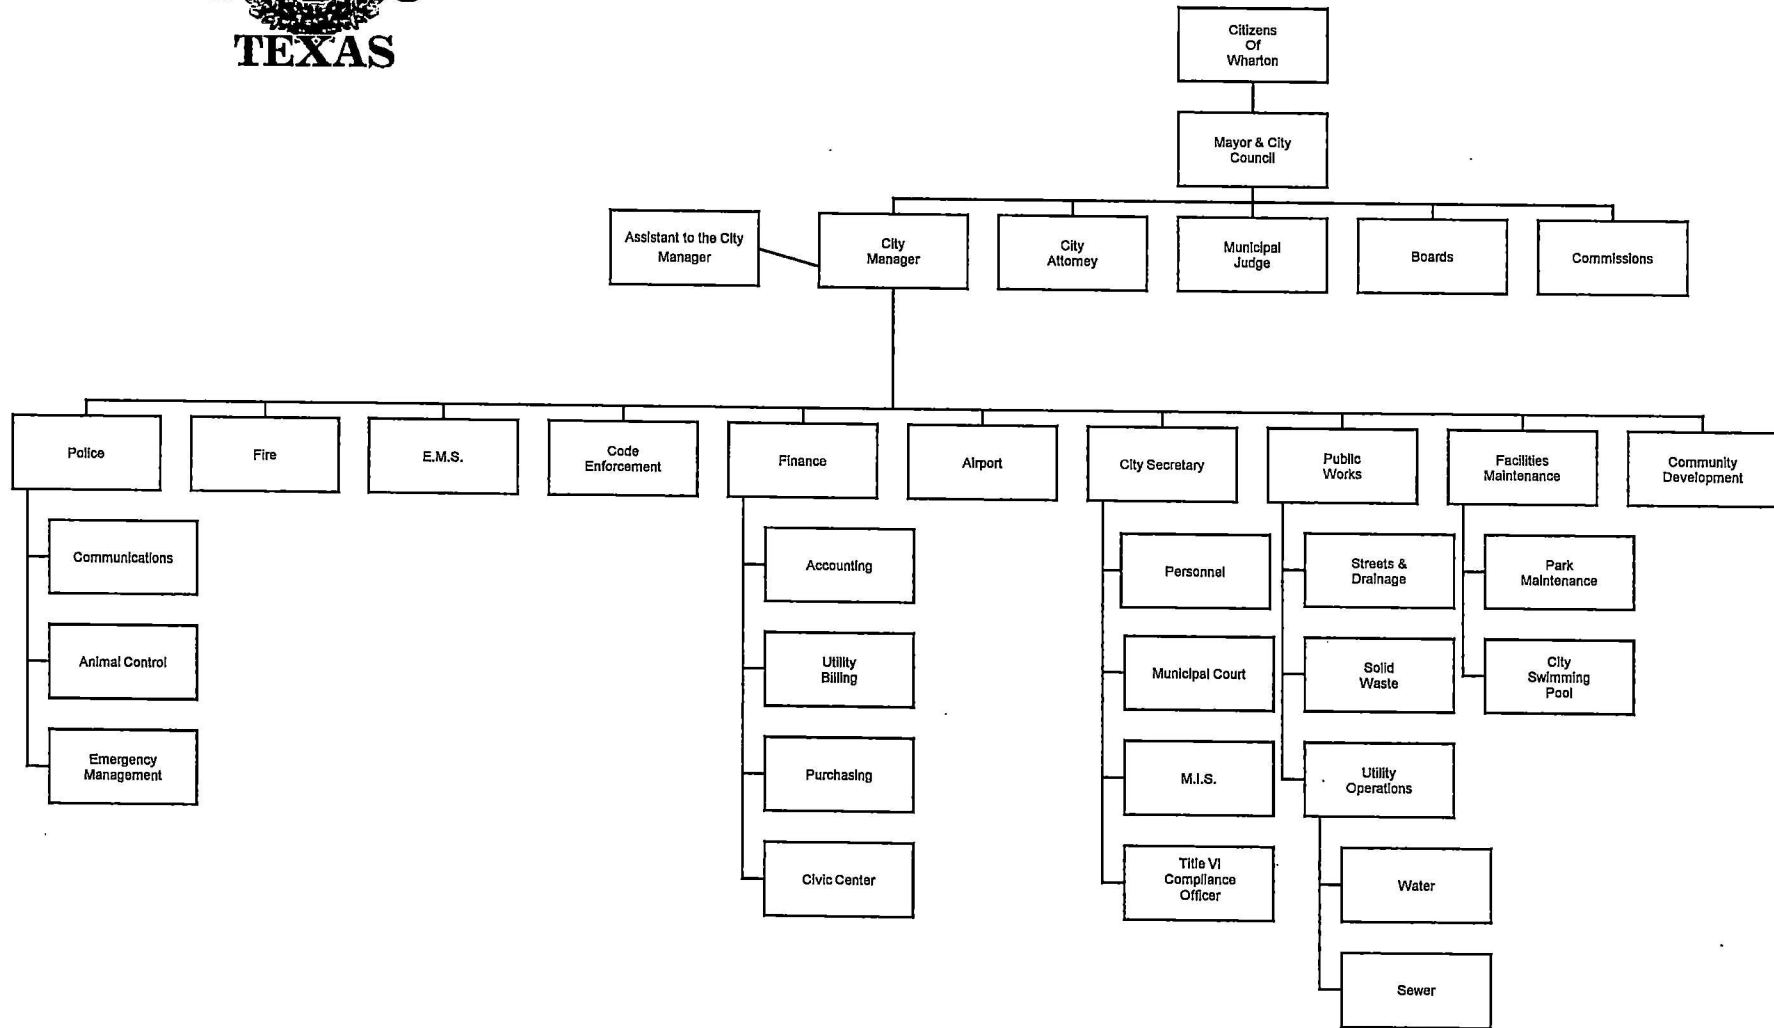 TEXAS
Citizens
Of
Wharton
Mayor & City
Council
Assistant to the City
Manager
City
Manager
City
Attorney
Municipal
Judge
Boards
Commissions
Police
Fire
E.M.S.
Code
Enforcement
Finance
Airport
City Secretary
Public
Works
Facilities
Maintenance
Community
Development
Communications
Animal Control
Emergency
Management
Accounting
Utility
Billing
Purchasing
Civic Center
Personnel
Municipal Court
M.I.S.
Title VI
Compliance
Officer
Streets &
Drainage
Solid
Waste
Utility
Operations
Water
Sewer
Park
Maintenance
City
Swimming
Pool